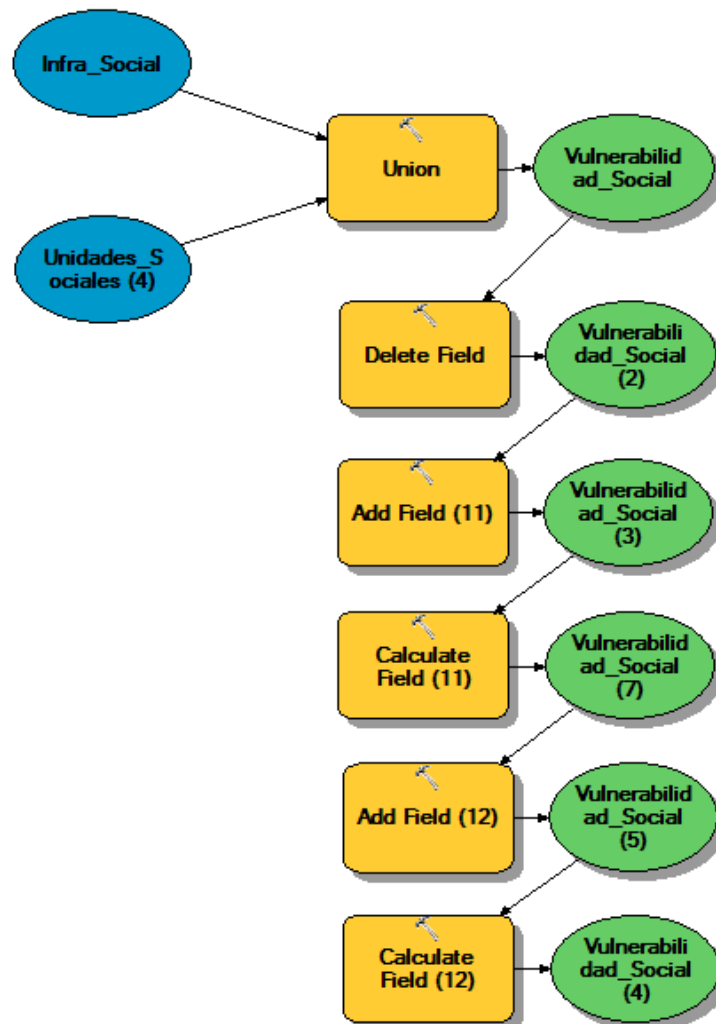 Infra_Social
Union
Vulnerabilid
ad_Social
Unidades_S
ociales (4)
Delete Field
Vulnerabili
dad_Social
(2)
Add Field (11)
Vulnerabilid
ad_Social
(3)
Calculate
Field (11)
Vulnerabilid
ad_Social
(7)
Add Field (12)
Vulnerabilid
ad_Social
(5)
Calculate
Field (12)
Vulnerabili
dad_Social
(4)